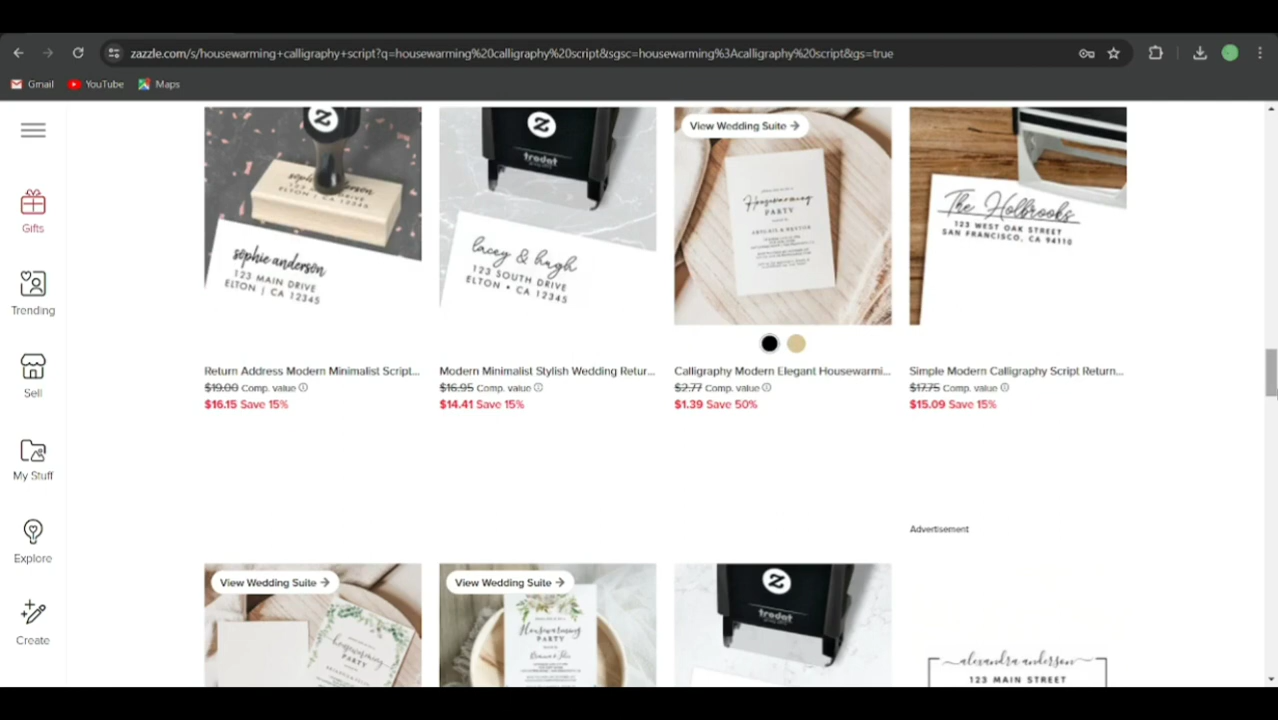 zazzle.com/s/housewarming+calligraphy+script?q=housewarming%20calligraphy%20script&sgsc=housewarming%3Acalligraphy%20script&gs=true
Gmail
YouTube
Maps
Gifts
Trending
Sell
My Stuff
Explore
Create
Z
sophie anderson
123 MAIN DRIVE
ELTON | CA 12345
Z
trodat
lacey & hugh
123 SOUTH DRIVE
ELTON • CA 12345
View Wedding Suite →
Housewarming
PARTY
The Holbrooks
123 WEST OAK STREET
SAN FRANCISCO, CA 94110
Return Address Modern Minimalist Script...
$19.00 Comp. value
$16.15 Save 15%
Modern Minimalist Stylish Wedding Retur...
$16.95 Comp. value
$14.41 Save 15%
Calligraphy Modern Elegant Housewarmi...
$2.77 Comp. value
$1.39 Save 50%
Simple Modern Calligraphy Script Return...
$17.75 Comp. value
$15.09 Save 15%
Advertisement
View Wedding Suite →
housewarming
PARTY
View Wedding Suite →
Housewarming
PARTY
Z
trodat
alexandra anderson
123 MAIN STREET